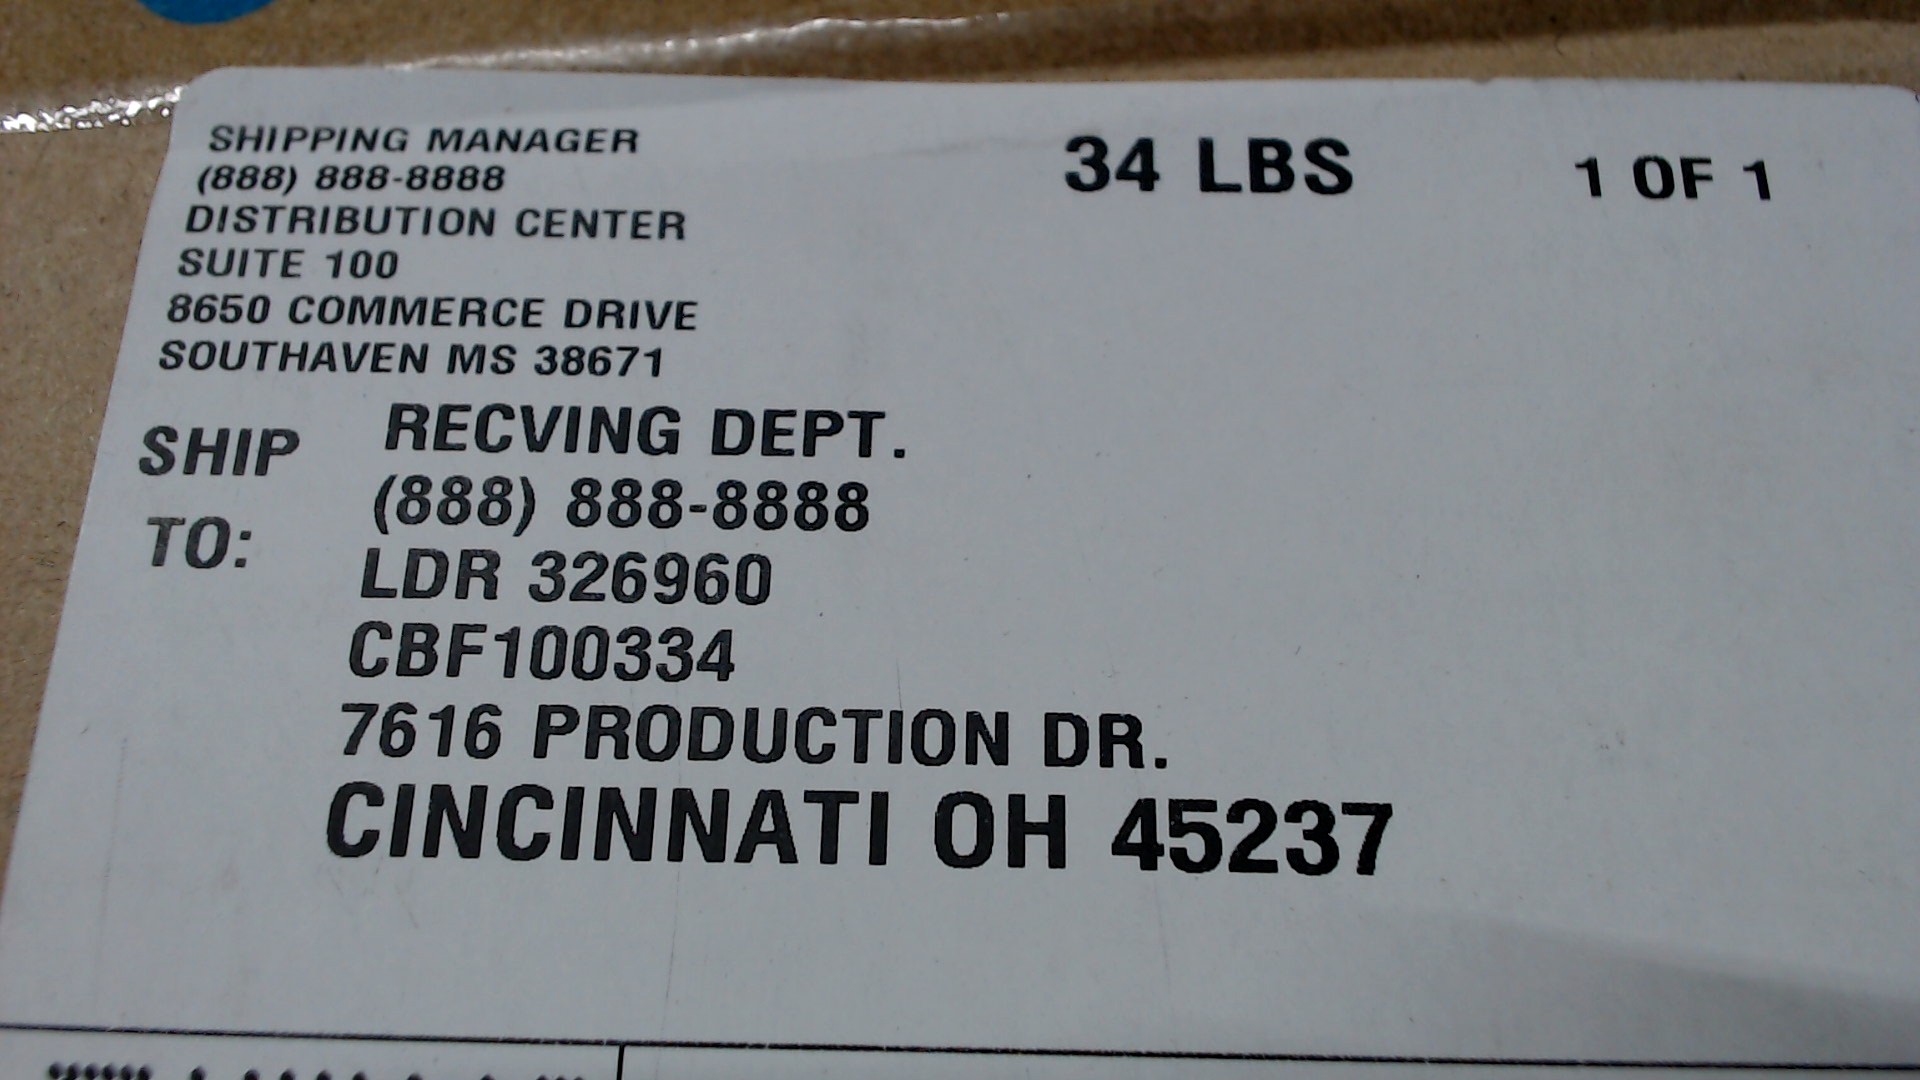 SHIPPING MANAGER
(888) 888-8888
DISTRIBUTION CENTER
SUITE 100
8650 COMMERCE DRIVE
SOUTHAVEN MS 38671
34 LBS
1 OF 1
SHIP TO:
RECVING DEPT.
(888) 888-8888
LDR 326960
CBF100334
7616 PRODUCTION DR.
CINCINNATI OH 45237